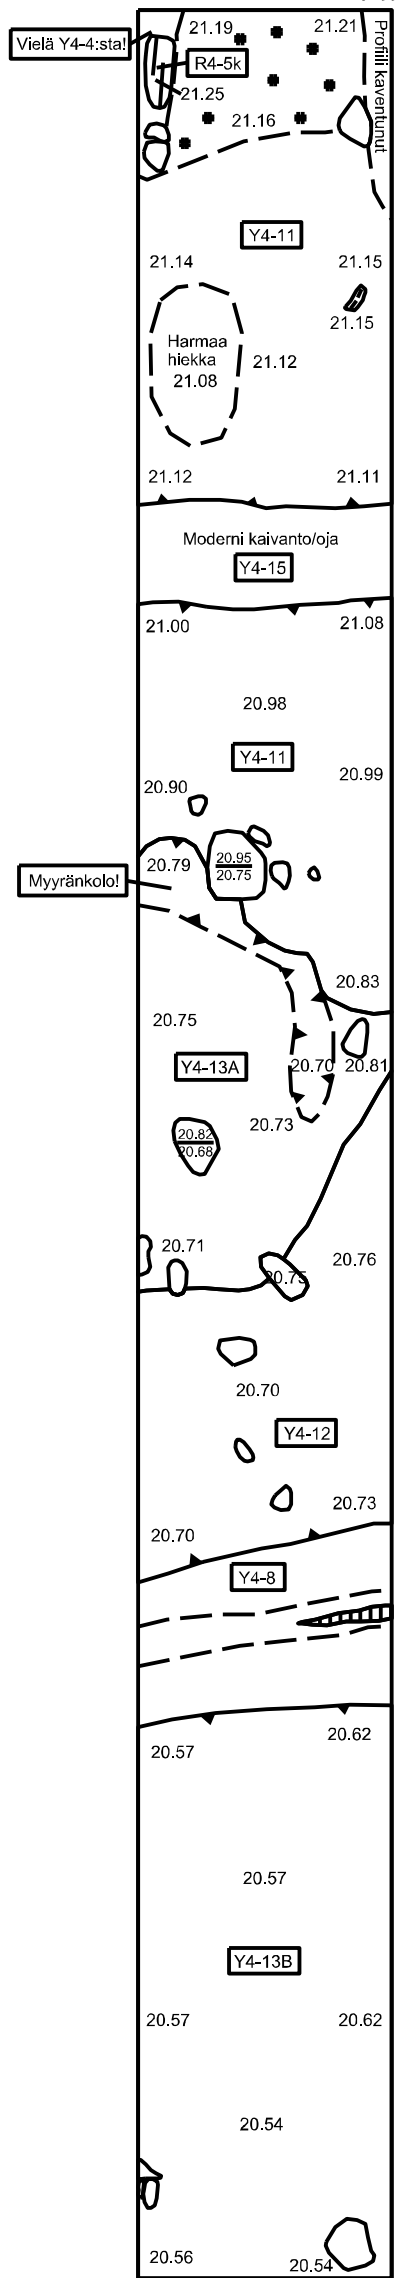 21.19
21.21
Vielä Y4-4:sta!
R4-5k
Profiili kaventunut
21.25
21.16
Y4-11
21.14
21.15
21.15
Harmaa
hiekka
21.08
21.12
21.12
21.11
Moderni kaivanto/oja
Y4-15
21.00
21.08
20.98
Y4-11
20.99
20.90
20.79
20.95
20.75
Myyränkolo!
20.83
20.75
Y4-13A
20.70
20.81
20.73
20.82
20.68
20.71
20.76
20.75
20.70
Y4-12
20.73
20.70
Y4-8
20.62
20.57
20.57
Y4-13B
20.57
20.62
20.54
20.56
20.54